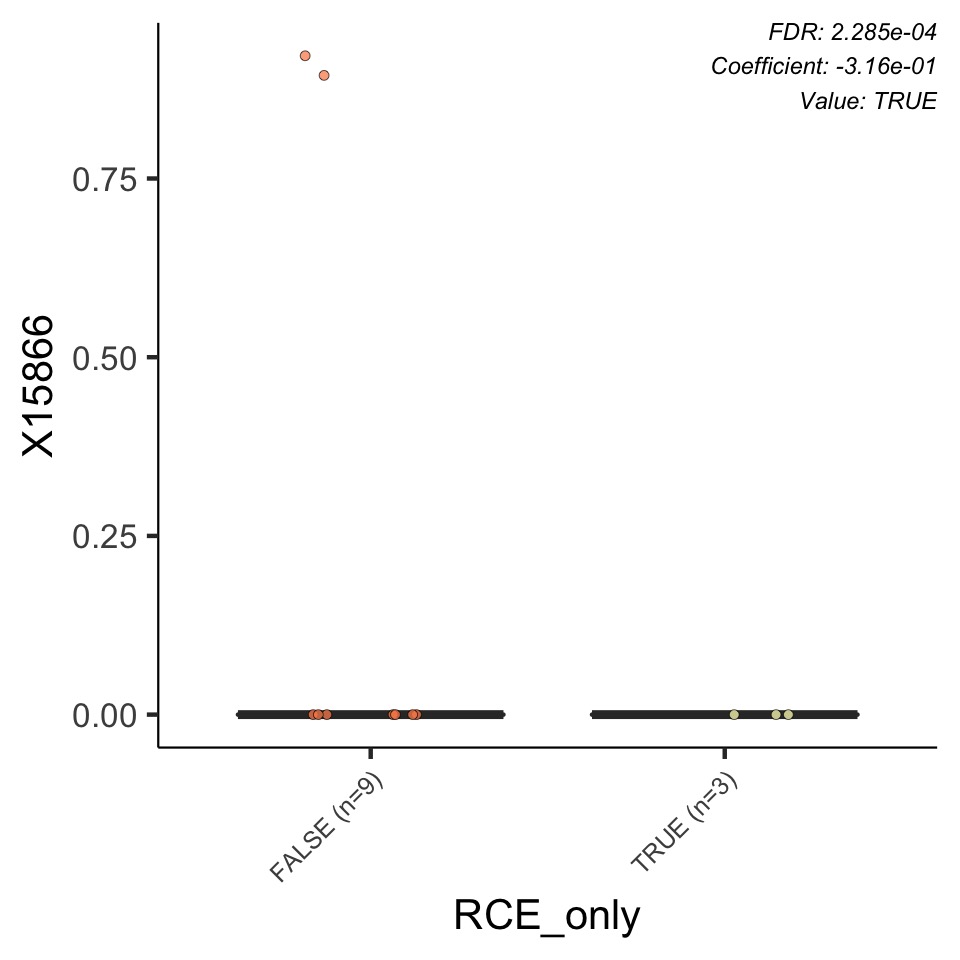 FDR: 2.285e-04
Coefficient: -3.16e-01
Value: TRUE
X15866
0.75
0.50
0.25
0.00
FALSE (n=9)
TRUE (n=3)
RCE_only